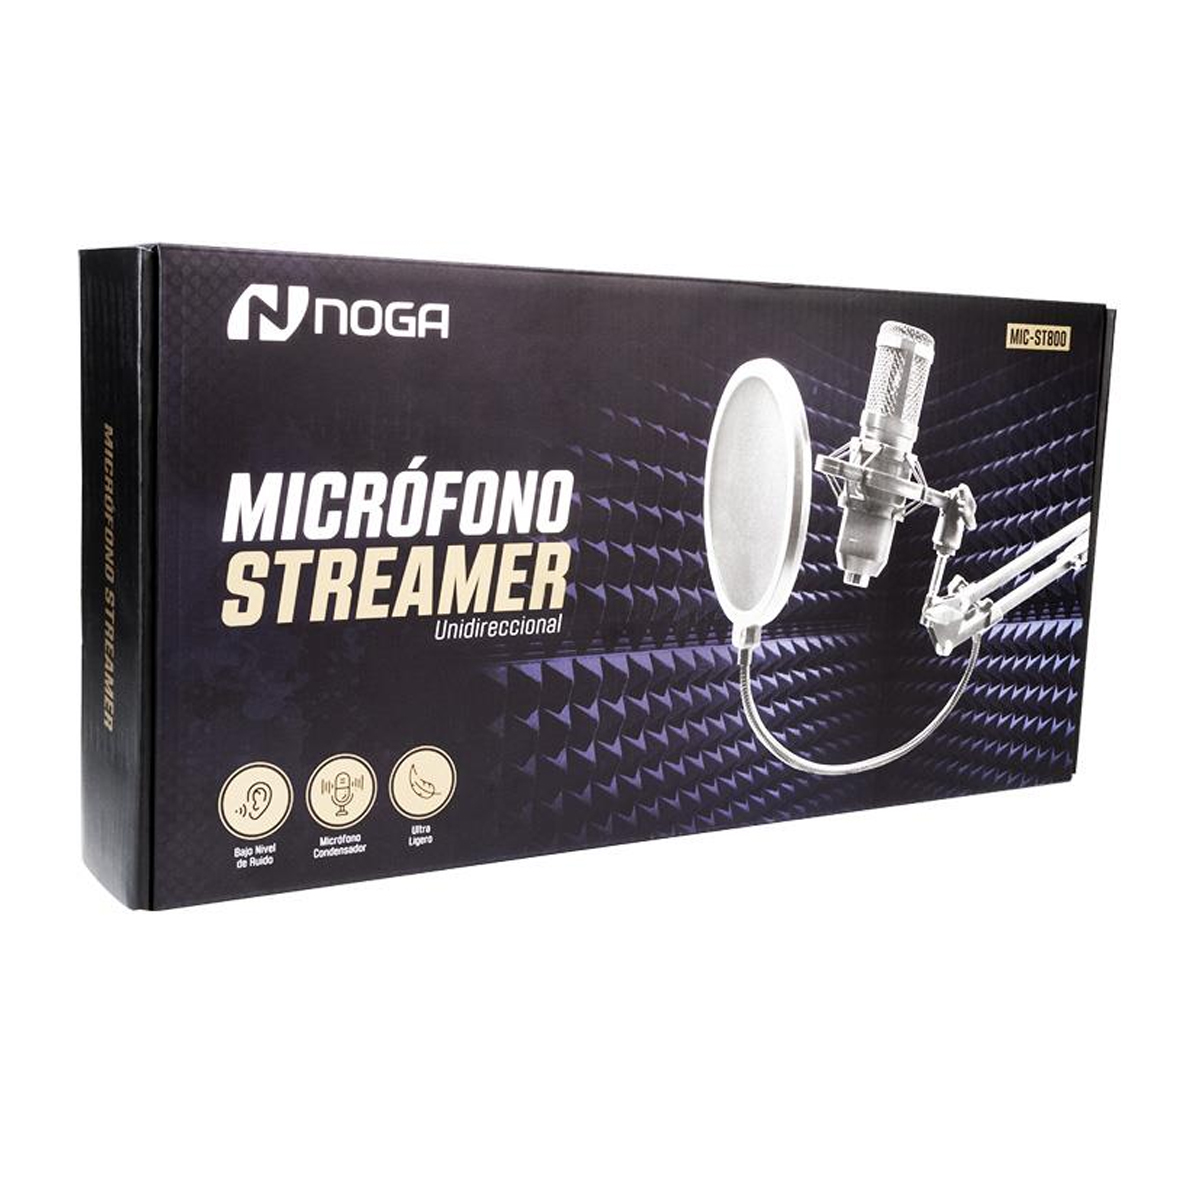 NOGA
MIC-ST800
MICRÓFONO
STREAMER
Unidireccional
Bajo Nivel
de Ruido
Micrófono
Condensador
Ultra
Ligero
MICRÓFONO STREAMER